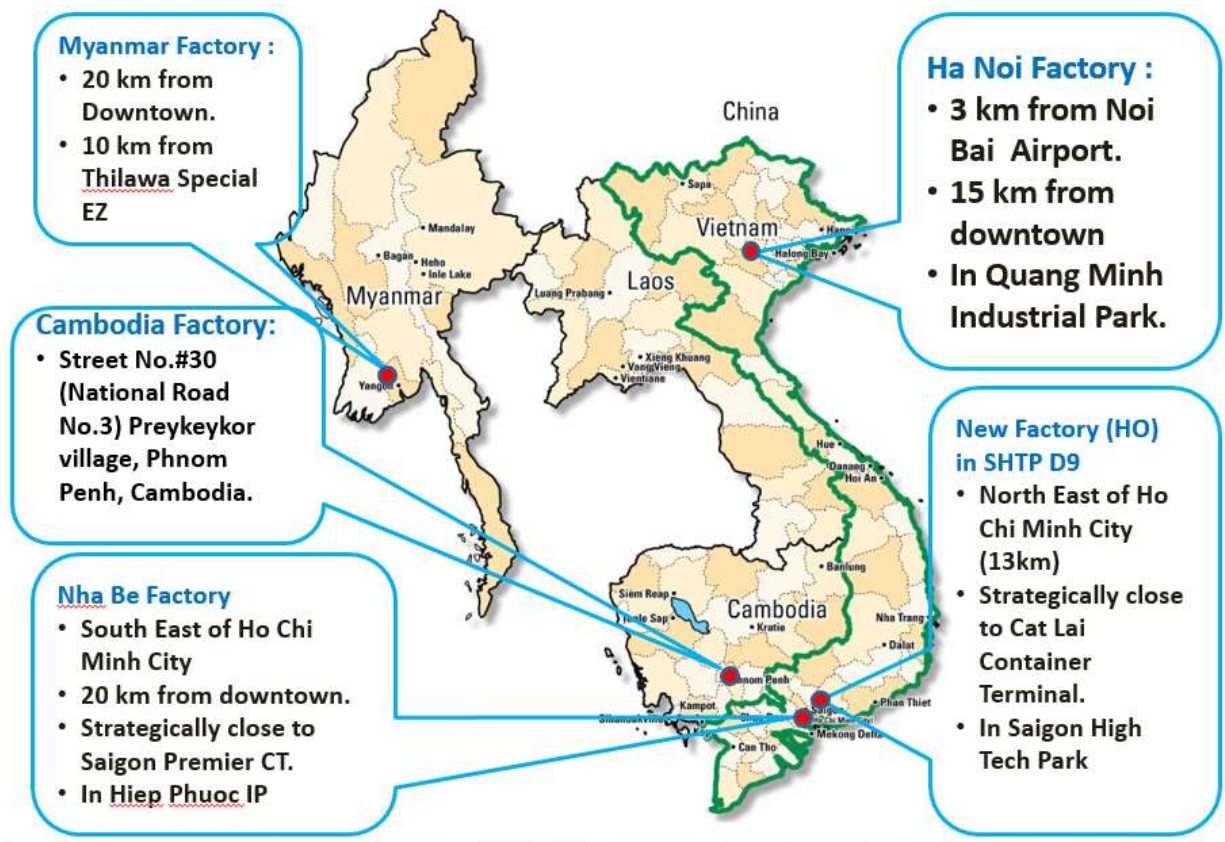 Myanmar Factory :
• 20 km from
Downtown.
• 10 km from
Thilawa Special
EZ
Cambodia Factory:
• Street No.#30
(National Road
No.3) Preykeykor
village, Phnom
Penh, Cambodia.
Nha Be Factory
• South East of Ho Chi
Minh City
• 20 km from downtown.
• Strategically close to
Saigon Premier CT.
• In Hiep Phuoc IP
Ha Noi Factory :
• 3 km from Noi
Bai Airport.
• 15 km from
downtown
• In Quang Minh
Industrial Park.
New Factory (HO)
in SHTP D9
• North East of Ho
Chi Minh City
(13km)
• Strategically close
to Cat Lai
Container
Terminal.
• In Saigon High
Tech Park
China
Sapa
Vietnam
Halong Bay
Mandalay
Bagan
Heho
Inle Lake
Myanmar
Yangon
Laos
Luang Prabang
Xieng Khuang
Vang Vieng
Vientiane
Hue
Danang
Hoi An
Banlung
Siem Reap
Tonle Sap
Cambodia
Kratie
Nha Trang
Dalat
Phnom Penh
Kampot
Phan Thiet
Saigon
Mekong Delta
Can Tho